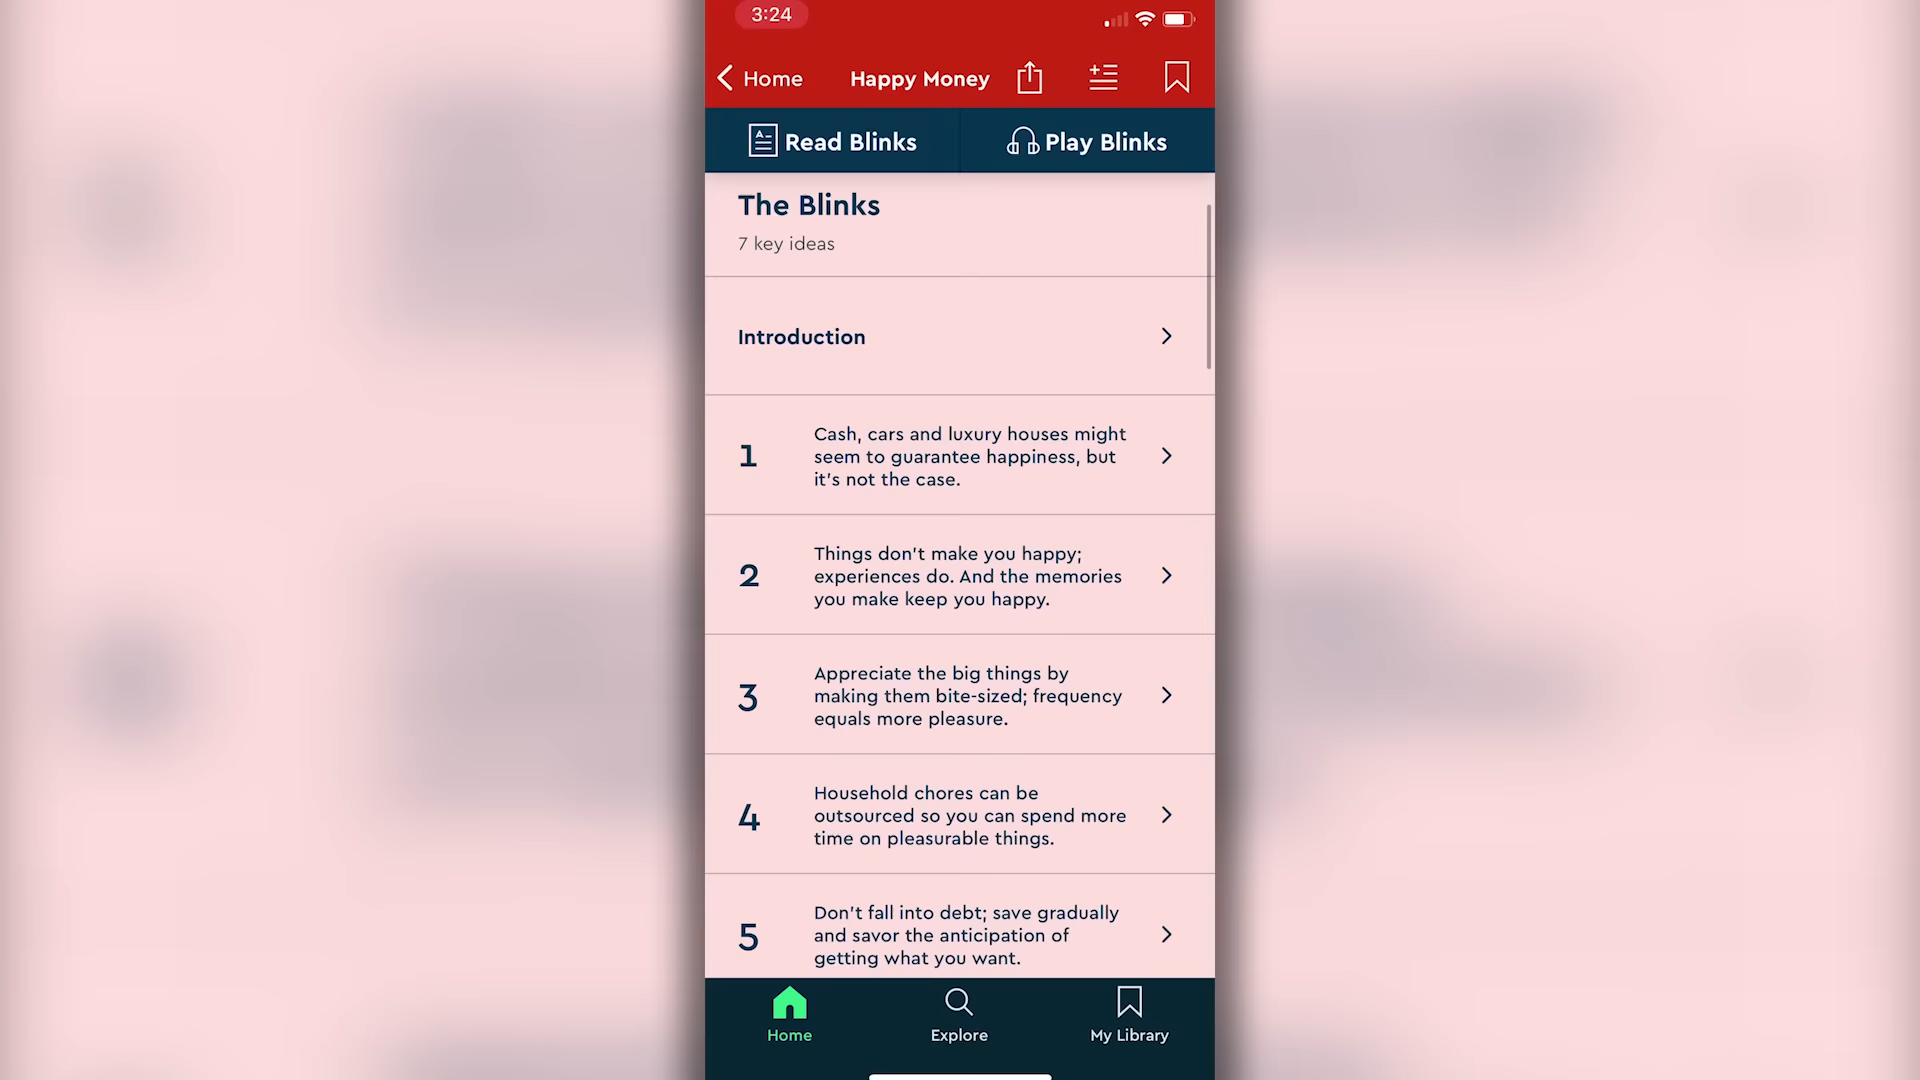 3:24
Home
Happy Money
Read Blinks
Play Blinks
The Blinks
7 key ideas
Introduction
1
Cash, cars and luxury houses might
seem to guarantee happiness, but
it's not the case.
2
Things don't make you happy;
experiences do. And the memories
you make keep you happy.
3
Appreciate the big things by
making them bite-sized; frequency
equals more pleasure.
4
Household chores can be
outsourced so you can spend more
time on pleasurable things.
5
Don't fall into debt; save gradually
and savor the anticipation of
getting what you want.
Home
Explore
My Library